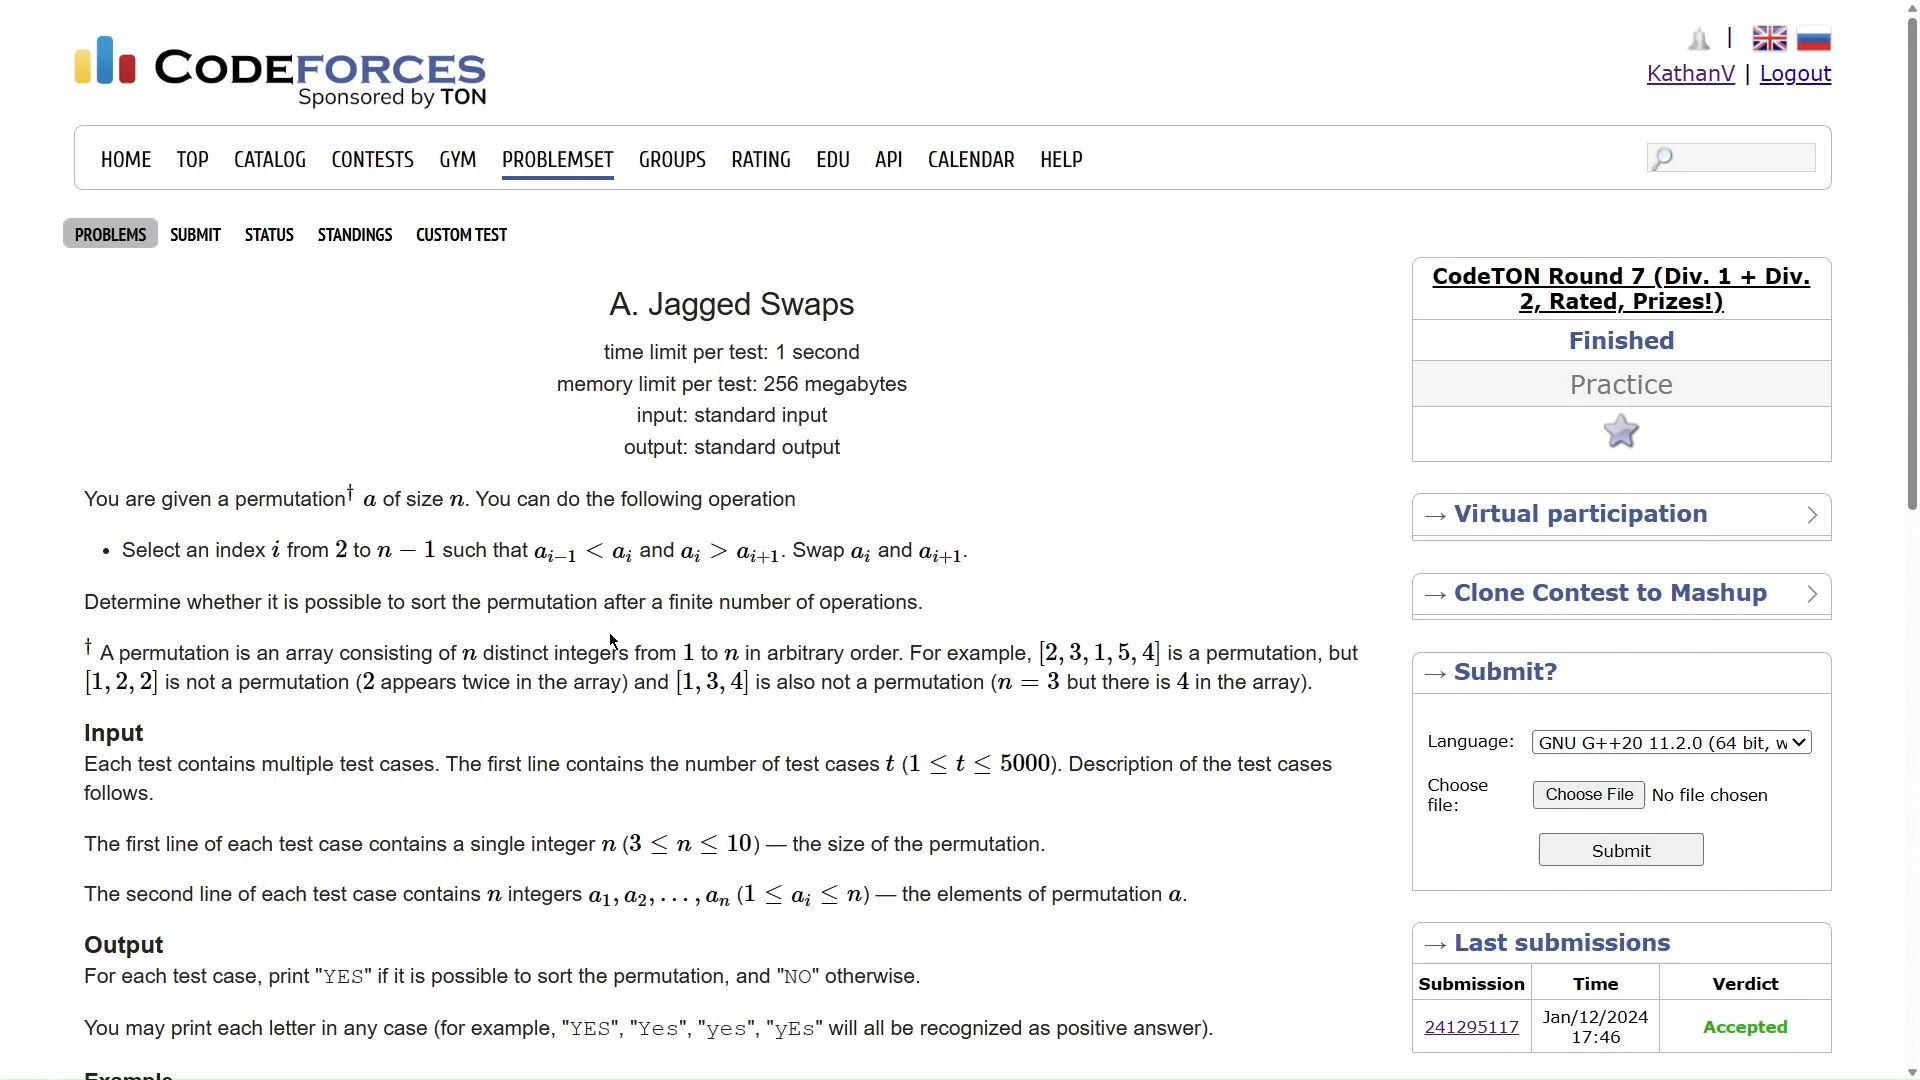 CODEFORCES
Sponsored by TON
|
KathanV | Logout
HOME TOP CATALOG CONTESTS GYM PROBLEMSET GROUPS RATING EDU API CALENDAR HELP
PROBLEMS SUBMIT STATUS STANDINGS CUSTOM TEST
A. Jagged Swaps
time limit per test: 1 second
memory limit per test: 256 megabytes
input: standard input
output: standard output
You are given a permutation† a of size n. You can do the following operation
• Select an index i from 2 to n − 1 such that aᵢ₋₁ < aᵢ and aᵢ > aᵢ₊₁. Swap aᵢ and aᵢ₊₁.
Determine whether it is possible to sort the permutation after a finite number of operations.
† A permutation is an array consisting of n distinct integers from 1 to n in arbitrary order. For example, [2, 3, 1, 5, 4] is a permutation, but
[1, 2, 2] is not a permutation (2 appears twice in the array) and [1, 3, 4] is also not a permutation (n = 3 but there is 4 in the array).
Input
Each test contains multiple test cases. The first line contains the number of test cases t (1 ≤ t ≤ 5000). Description of the test cases
follows.
The first line of each test case contains a single integer n (3 ≤ n ≤ 10) — the size of the permutation.
The second line of each test case contains n integers a₁, a₂, . . . , aₙ (1 ≤ aᵢ ≤ n) — the elements of permutation a.
Output
For each test case, print "YES" if it is possible to sort the permutation, and "NO" otherwise.
You may print each letter in any case (for example, "YES", "Yes", "yes", "yEs" will all be recognized as positive answer).
Example
CodeTON Round 7 (Div. 1 + Div.
2, Rated, Prizes!)
Finished
Practice
→ Virtual participation
→ Clone Contest to Mashup
→ Submit?
Language: GNU G++20 11.2.0 (64 bit, w
Choose
file: Choose File No file chosen
Submit
→ Last submissions
Submission Time Verdict
241295117 Jan/12/2024
17:46 Accepted